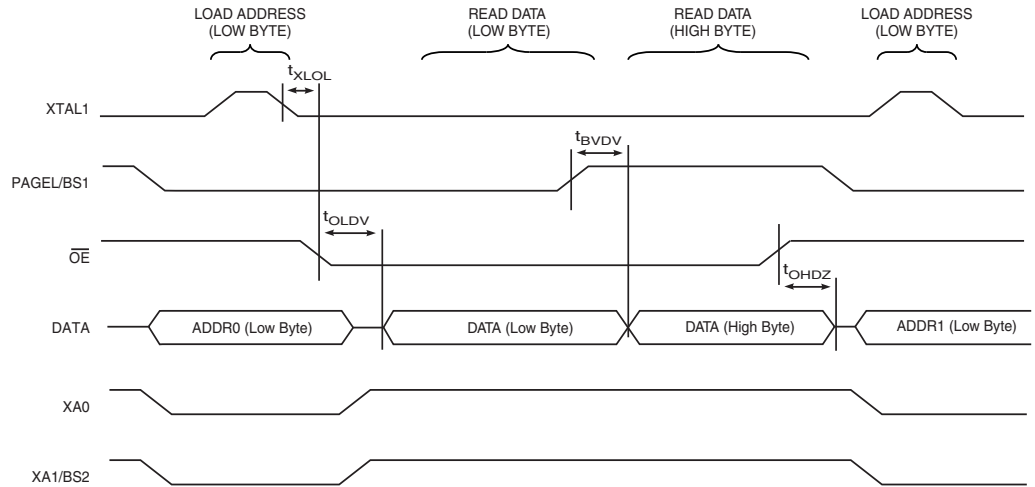 LOAD ADDRESS
(LOW BYTE)
READ DATA
(LOW BYTE)
READ DATA
(HIGH BYTE)
LOAD ADDRESS
(LOW BYTE)
tXLOL
XTAL1
tBVDV
PAGEL/BS1
tOLDV
OE
tOHDZ
DATA
ADDR0 (Low Byte)
DATA (Low Byte)
DATA (High Byte)
ADDR1 (Low Byte)
XA0
XA1/BS2